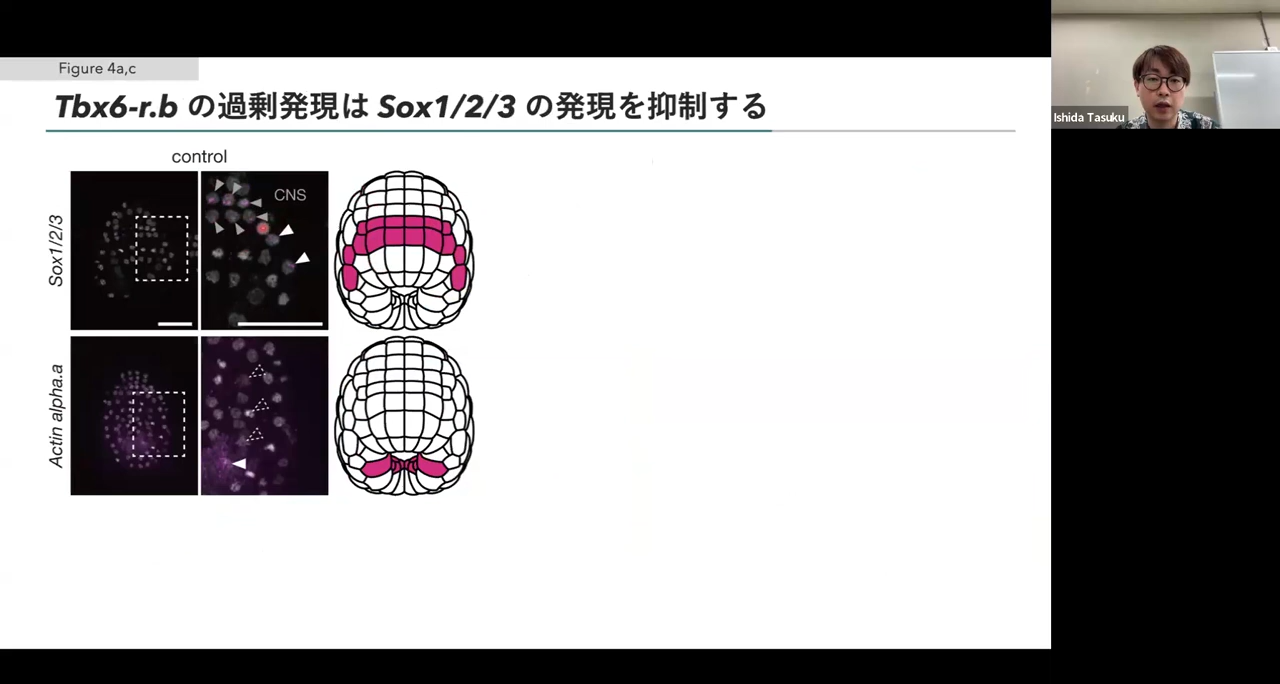 Figure 4a,c
Tbx6-r.b の過剰発現は Sox1/2/3 の発現を抑制する
control
Sox1/2/3
CNS
Actin alpha.a
Ishida Tasuku